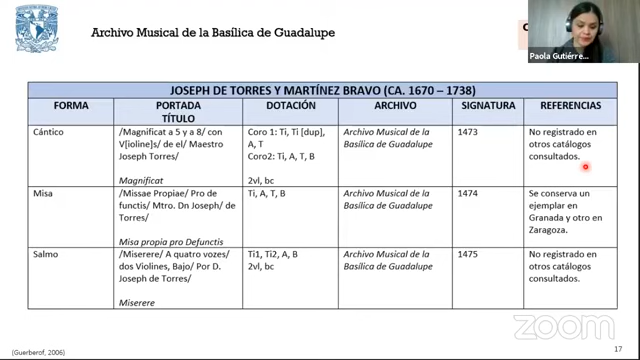 Archivo Musical de la Basílica de Guadalupe
Paola Gutiérre...
JOSEPH DE TORRES Y MARTÍNEZ BRAVO (CA. 1670 – 1738)
FORMA
PORTADA
TÍTULO
DOTACIÓN
ARCHIVO
SIGNATURA
REFERENCIAS
Cántico
/Magnificat a 5 y a 8/ con
V[ioline]s/ de el/ Maestro
Joseph Torres/
Magnificat
Coro 1: Ti, Ti [dup],
A, T
Coro2: Ti, A, T, B
2vl, bc
Archivo Musical de la
Basílica de Guadalupe
1473
No registrado en
otros catálogos
consultados.
Misa
/Missae Propiae/ Pro de
functis/ Mtro. Dn Joseph/ de
Torres/
Misa propia pro Defunctis
Ti, A, T, B
Archivo Musical de la
Basílica de Guadalupe
1474
Se conserva un
ejemplar en
Granada y otro en
Zaragoza.
Salmo
/Miserere/ A quatro vozes/
dos Violines, Bajo/ Por D.
Joseph de Torres/
Miserere
Ti1, Ti2, A, B
2vl, bc
Archivo Musical de la
Basílica de Guadalupe
1475
No registrado en
otros catálogos
consultados.
zoom
(Guerberof, 2006)
17